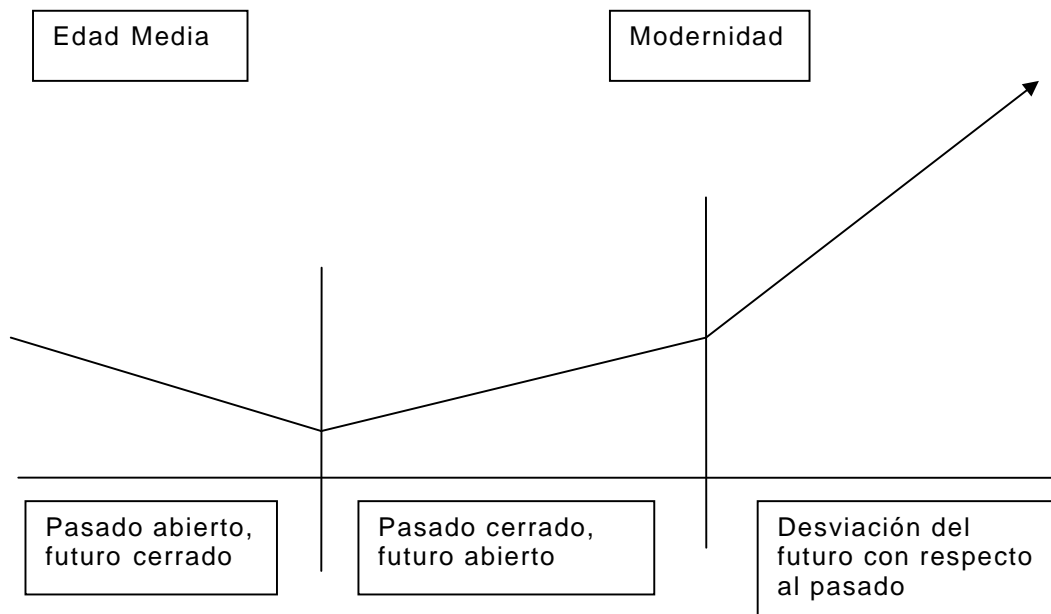 Edad Media
Modernidad
Pasado abierto,
futuro cerrado
Pasado cerrado,
futuro abierto
Desviación del
futuro con respecto
al pasado